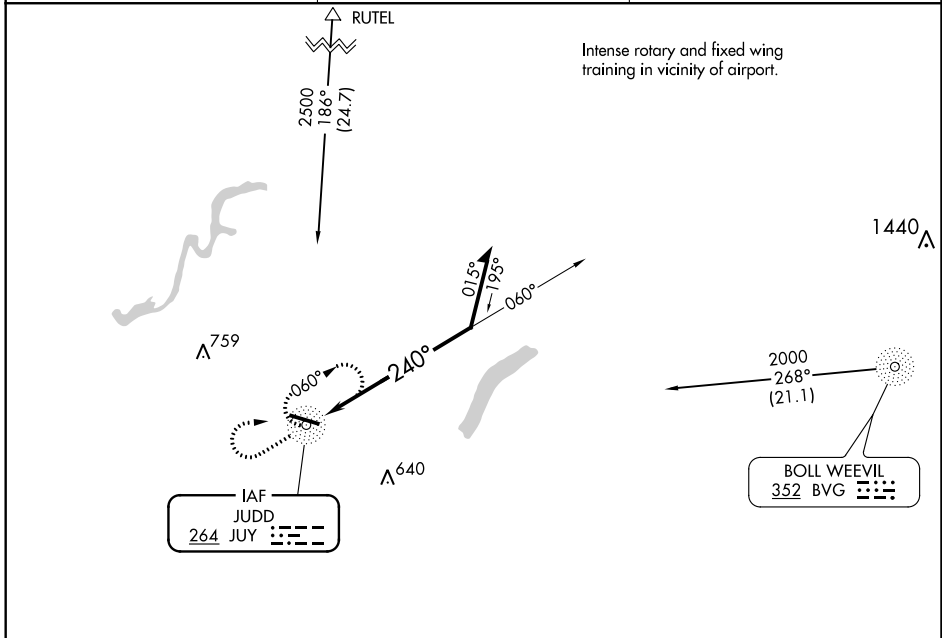 RUTEL
Intense rotary and fixed wing
training in vicinity of airport.
2500
186°
(24.7)
1440
015°
195°
060°
759
240°
060°
2000
268°
(21.1)
640
BOLL WEEVIL
352 BVG
IAF
JUDD
264 JUY